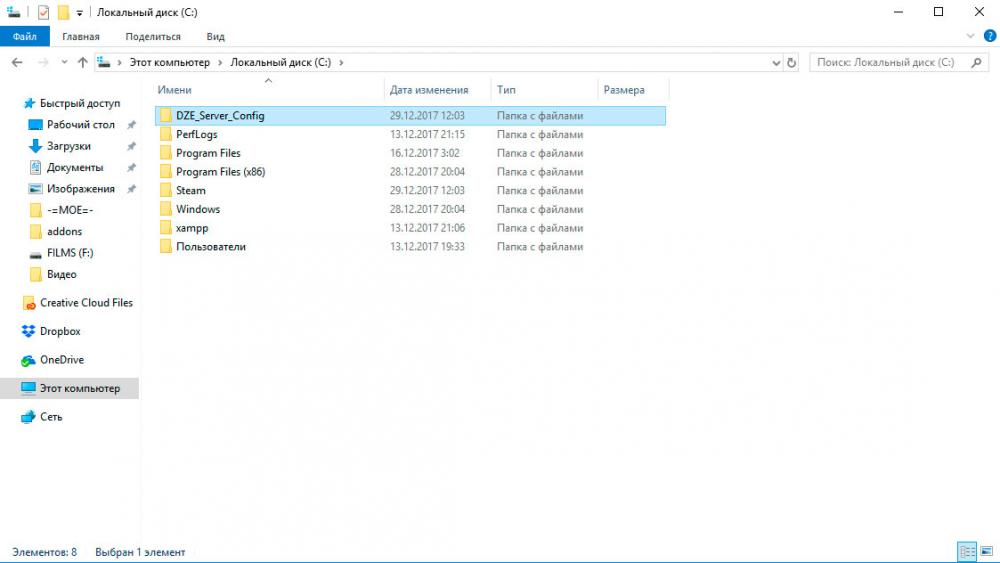 Локальный диск (C:)
Файл Главная Поделиться Вид
Этот компьютер Локальный диск (C:) Поиск: Локальный диск (C:)
Имени Дата изменения Тип Размера
Быстрый доступ
Рабочий стол
Загрузки
Документы
Изображения
-=MOE=-
addons
FILMS (F:)
Видео
Creative Cloud Files
Dropbox
OneDrive
Этот компьютер
Сеть
DZE_Server_Config 29.12.2017 12:03 Папка с файлами
PerfLogs 13.12.2017 21:15 Папка с файлами
Program Files 16.12.2017 3:02 Папка с файлами
Program Files (x86) 28.12.2017 20:04 Папка с файлами
Steam 29.12.2017 12:03 Папка с файлами
Windows 28.12.2017 20:04 Папка с файлами
xampp 13.12.2017 21:06 Папка с файлами
Пользователи 13.12.2017 19:33 Папка с файлами
Элементов: 8 Выбран 1 элемент